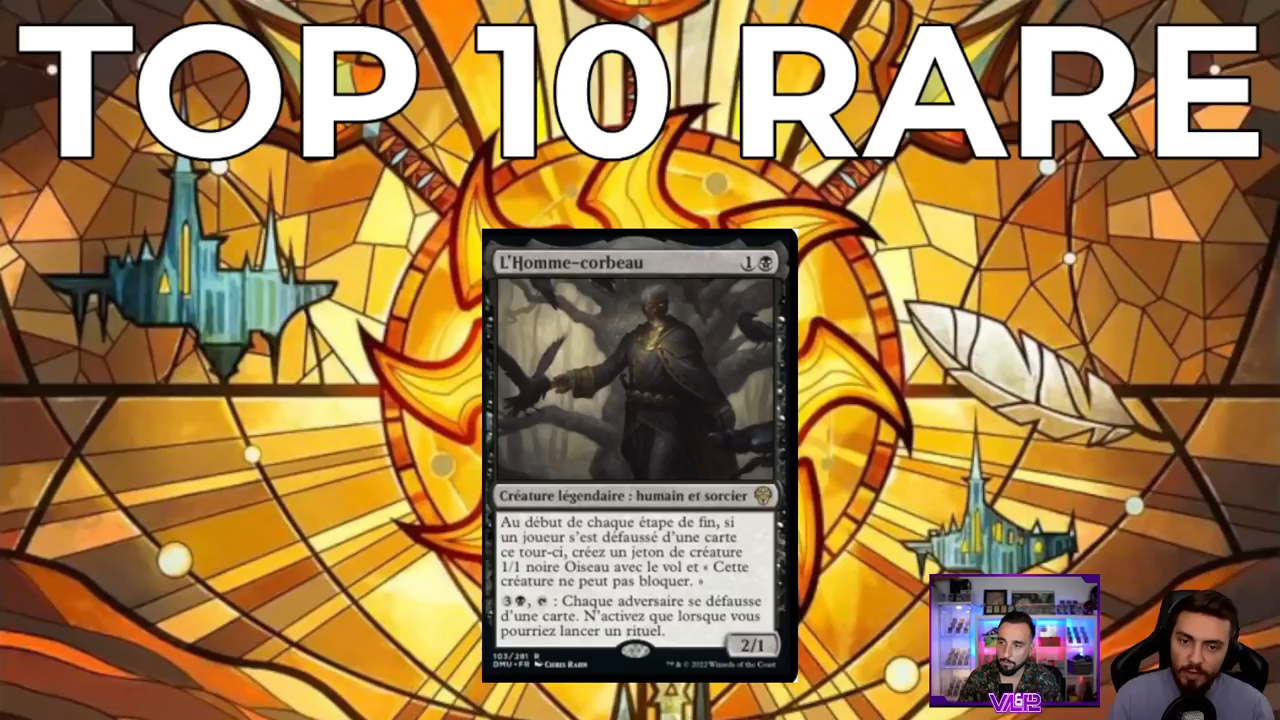 TOP 10 RARE
L'Homme-corbeau 1
Créature légendaire : humain et sorcier
Au début de chaque étape de fin, si
un joueur s'est défaussé d'une carte
ce tour-ci, créez un jeton de créature
1/1 noire Oiseau avec le vol et « Cette
créature ne peut pas bloquer. »
3, : Chaque adversaire se défausse
d'une carte. N'activez que lorsque vous
pourriez lancer un rituel.
2/1
103/281 R
DMU • FR Chris Rahn
™ & © 2022 Wizards of the Coast